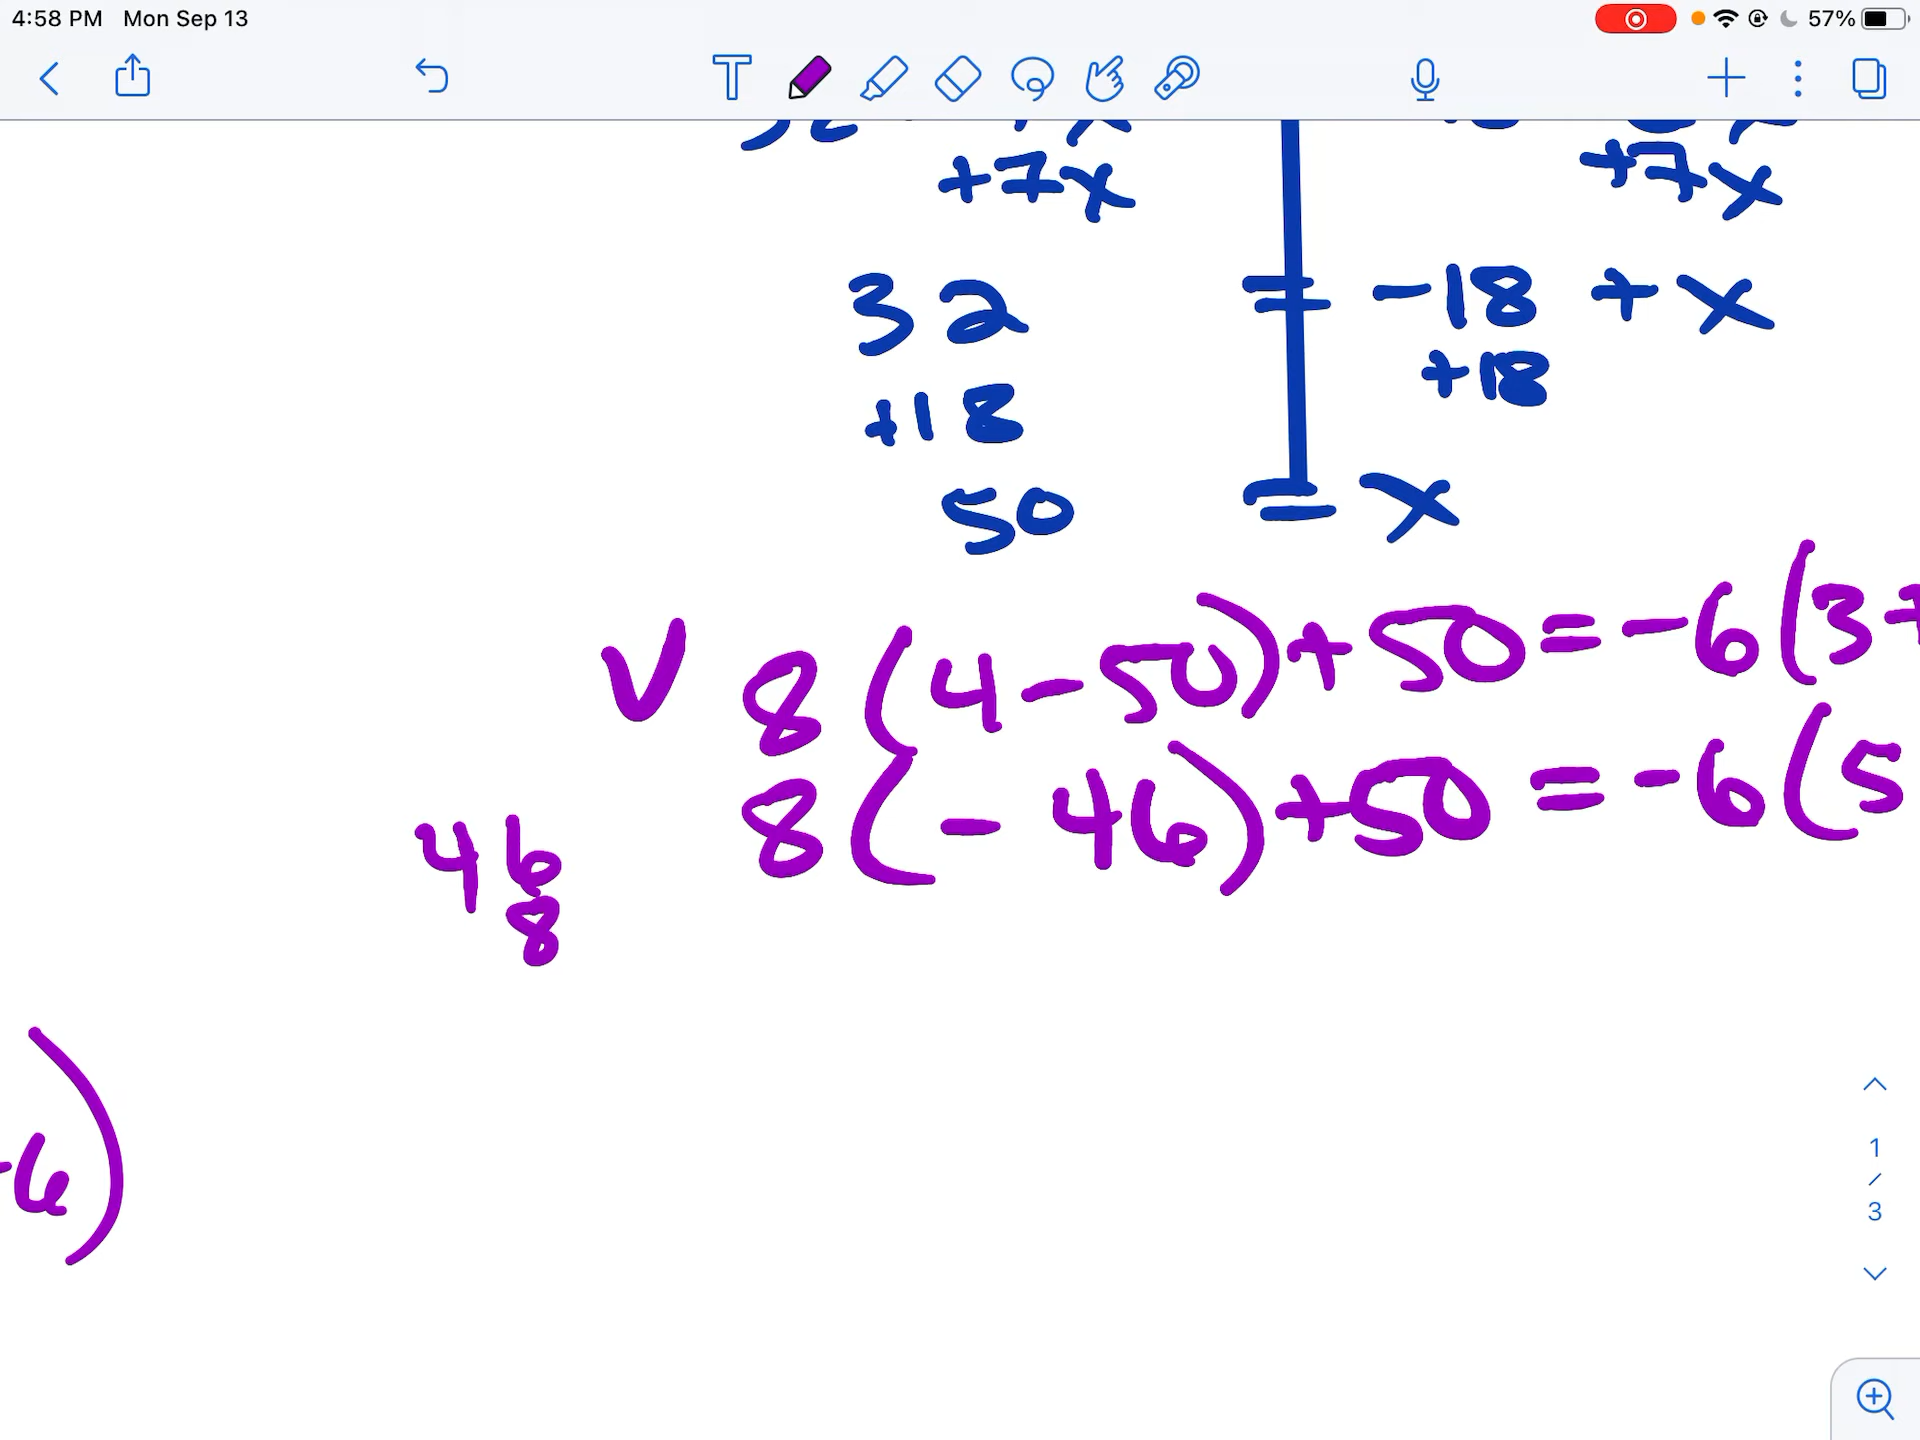 4:58 PM Mon Sep 13 57%
T
+7x +7x
32 = -18 + x
+18 +18
50 = x
V 8(4-50)+50=-6(3
8(-46)+50=-6(5
46
8
6)
1
/
3